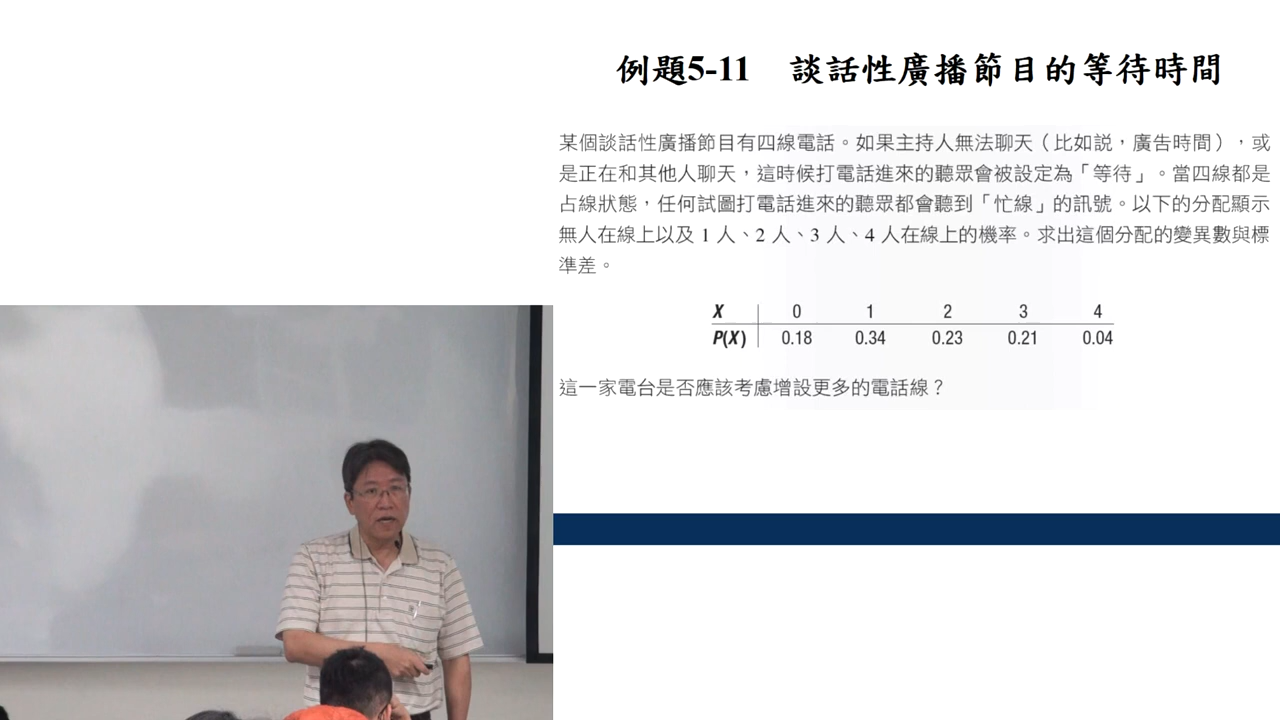 例題5-11 談話性廣播節目的等待時間
某個談話性廣播節目有四線電話。如果主持人無法聊天（比如說，廣告時間），或
是正在和其他人聊天，這時候打電話進來的聽眾會被設定為「等待」。當四線都是
占線狀態，任何試圖打電話進來的聽眾都會聽到「忙線」的訊號。以下的分配顯示
無人在線上以及 1 人、2 人、3 人、4 人在線上的機率。求出這個分配的變異數與標
準差。
X 0 1 2 3 4
P(X) 0.18 0.34 0.23 0.21 0.04
這一家電台是否應該考慮增設更多的電話線？